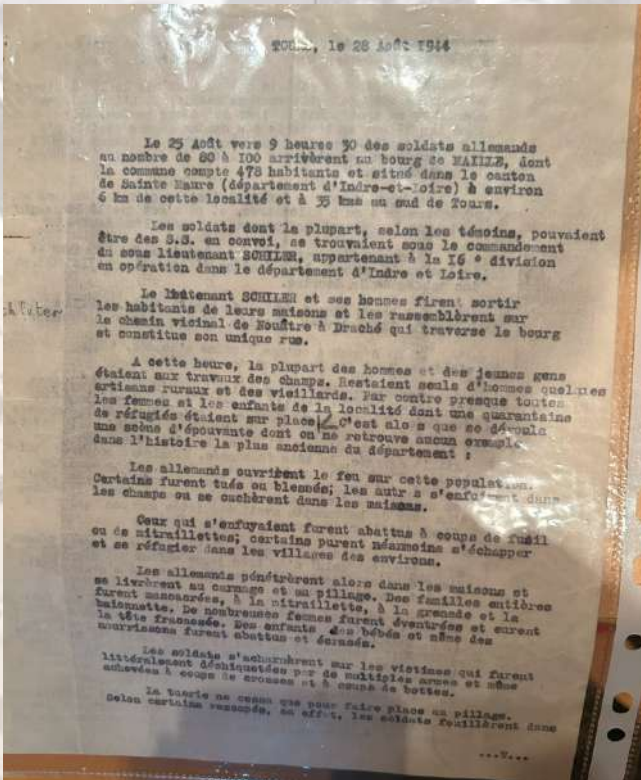 TOURS, le 28 Août 1944
Le 25 Août vers 9 heures 30 des soldats allemands
au nombre de 80 à I00 arrivèrent au bourg de MAILLE, dont
la commune compte 478 habitants et situé dans le canton
de Sainte Maure (département d'Indre-et-Loire) à environ
6 km de cette localité et à 35 kms au sud de Tours.
Les soldats dont la plupart, selon les témoins, pouvaient
être des S.S. en convoi, se trouvaient sous le commandement
du sous lieutenant SCHILER, appartenant à la I6 ° division
en opération dans le département d'Indre et Loire.
Le lieutenant SCHILER et ses hommes firent sortir
les habitants de leurs maisons et les rassemblèrent sur
le chemin vicinal de Nouâtre à Draché qui traverse le bourg
et constitue son unique rue.
A cette heure, la plupart des hommes et des jeunes gens
étaient aux travaux des champs. Restaient seuls d'hommes quelques
artisans ruraux et des vieillards. Par contre presque toutes
les femmes et les enfants de la localité dont une quarantaine
de réfugiés étaient sur place. C'est alo s que se déroula
une scène d'épouvante dont on ne retrouve aucun exemple
dans l'histoire la plus ancienne du département :
Les allemands ouvrirent le feu sur cette population.
Certains furent tués ou blessés; les autr s s'enfuirent dans
les champs ou se cachèrent dans les maisons.
Ceux qui s'enfuyaient furent abattus à coups de fusil
ou de mitraillettes; certains purent néanmoins s'échapper
et se réfugier dans les villages des environs.
Les allemands pénétrèrent alors dans les maisons et
se livrèrent au carnage et au pillage. Des familles entières
furent massacrées, à la mitraillette, à la grenade et la
baionnette. De nombreuses femmes furent éventrées et eurent
la tête fracassée. Des enfants des bébés et même des
nourrissons furent abattus et écrasés.
Les soldats s'acharnèrent sur les victimes qui furent
littéralement déchiquetées par de multiples armes et même
achevées à coups de crosses et à coups de bottes.
La tuerie ne cessa que pour faire place au pillage.
Selon certains rescapés, en effet, les soldats fouillèrent dans